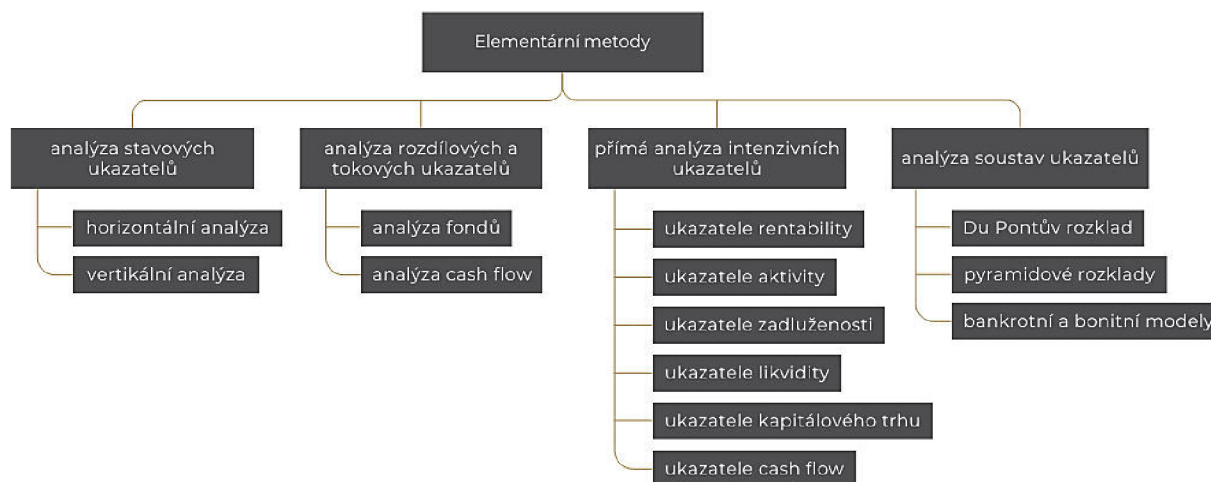 Elementární metody
analýza stavových
ukazatelů
horizontální analýza
vertikální analýza
analýza rozdílových a
tokových ukazatelů
analýza fondů
analýza cash flow
přímá analýza intenzivních
ukazatelů
ukazatele rentability
ukazatele aktivity
ukazatele zadluženosti
ukazatele likvidity
ukazatele kapitálového trhu
ukazatele cash flow
analýza soustav ukazatelů
Du Pontův rozklad
pyramidové rozklady
bankrotní a bonitní modely